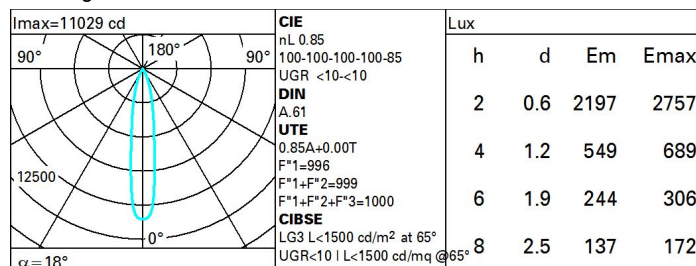 Imax=11029 cd
90°
180°
90°
12500
0°
α=18°
CIE
nL 0.85
100-100-100-100-85
UGR <10-<10
DIN
A.61
UTE
0.85A+0.00T
F"1=996
F"1+F"2=999
F"1+F"2+F"3=1000
CIBSE
LG3 L<1500 cd/m² at 65°
UGR<10 | L<1500 cd/mq @65°
Lux
h d Em Emax
2 0.6 2197 2757
4 1.2 549 689
6 1.9 244 306
8 2.5 137 172